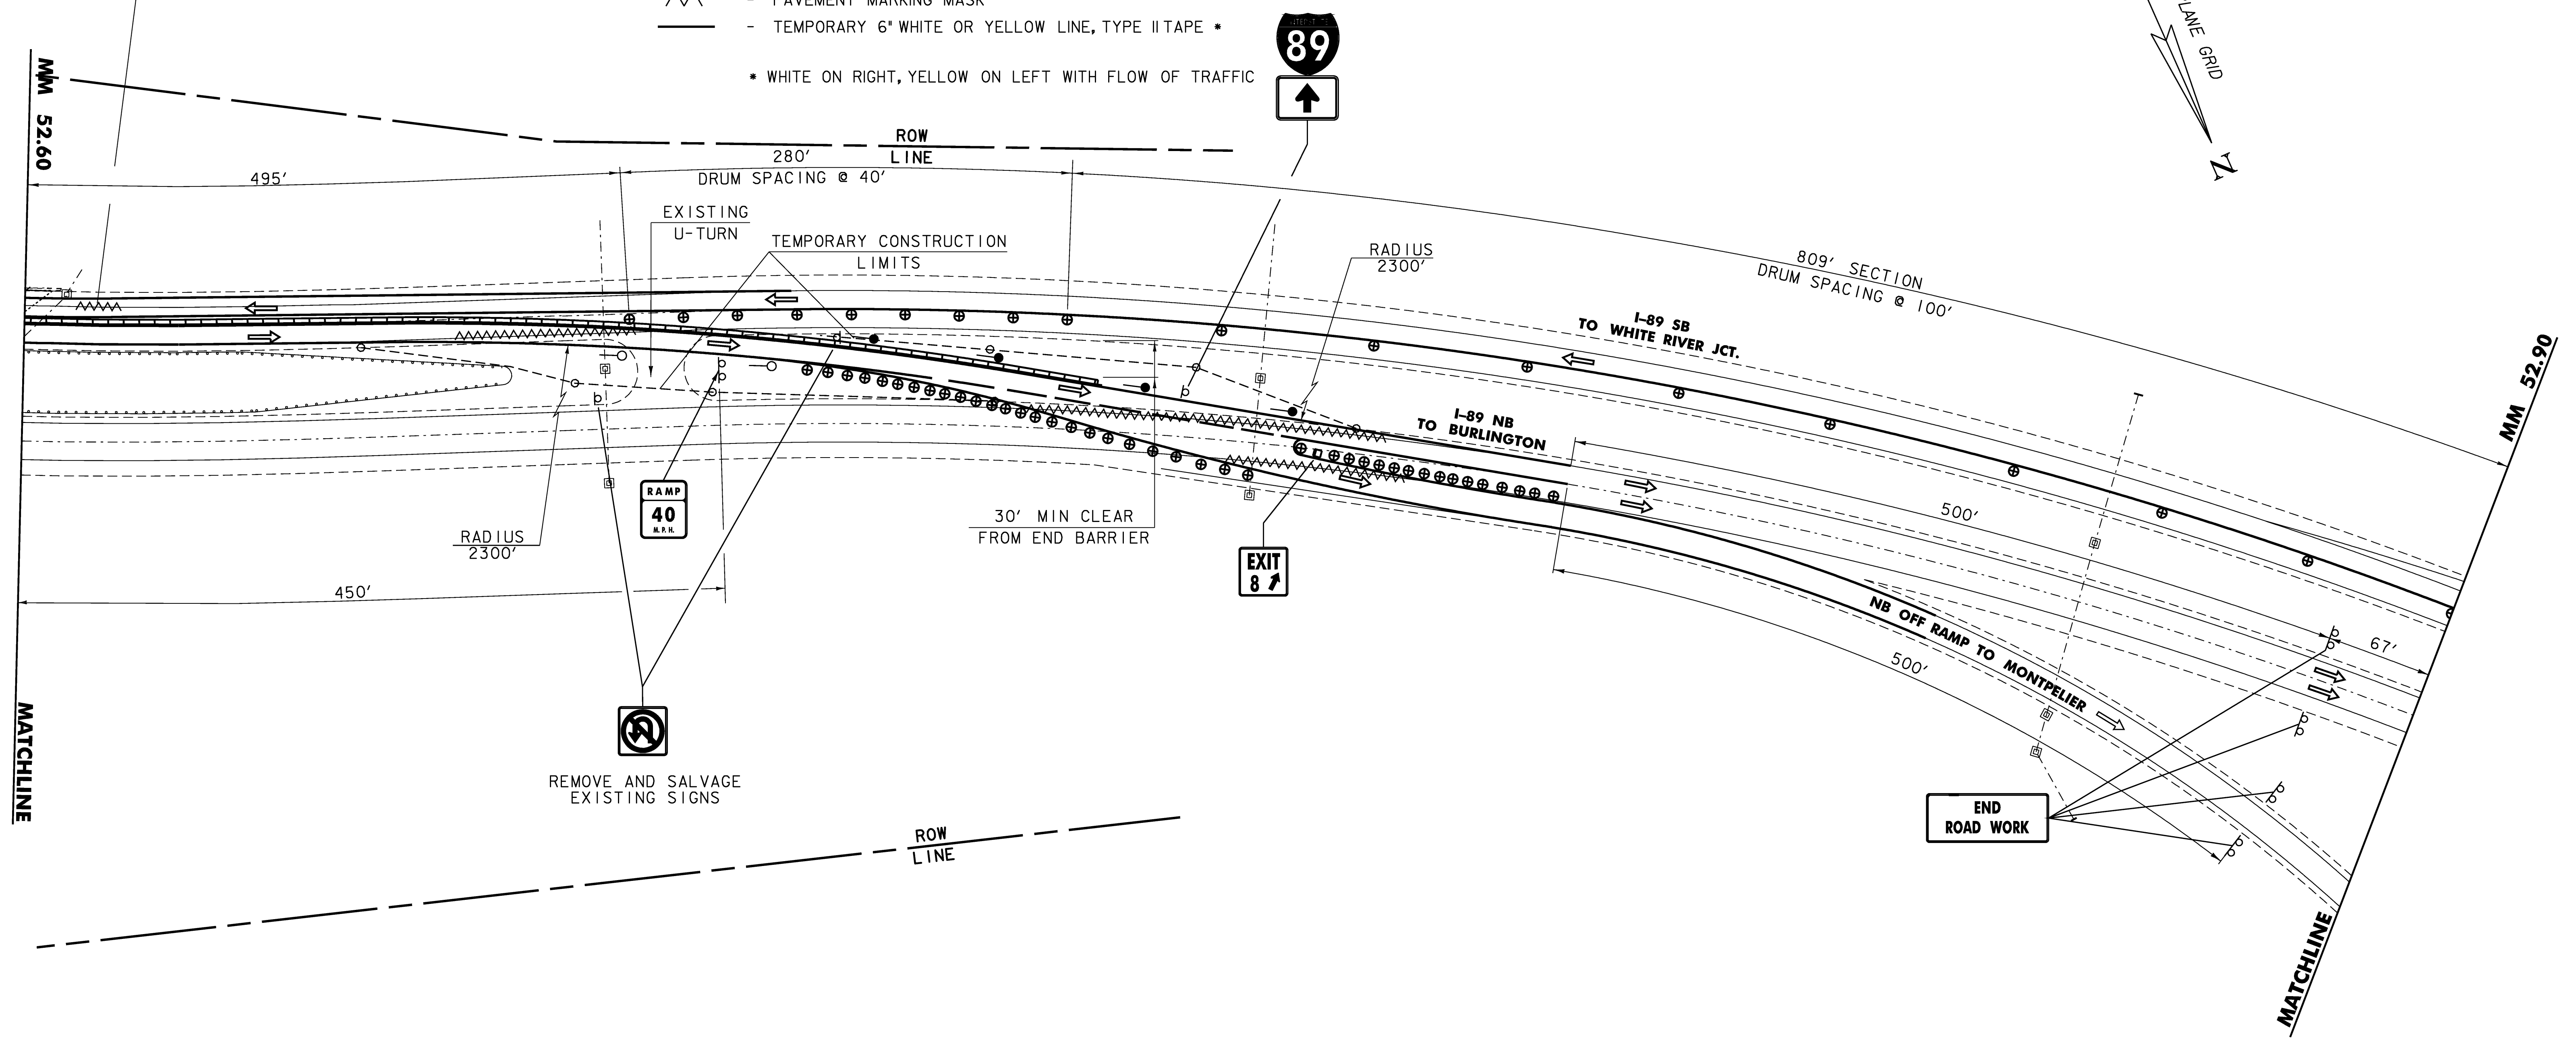 - PAVEMENT MARKING MASK
- TEMPORARY 6" WHITE OR YELLOW LINE, TYPE II TAPE *
* WHITE ON RIGHT, YELLOW ON LEFT WITH FLOW OF TRAFFIC
INTERSTATE
89
PLANE GRID
N
MM 52.60
MATCHLINE
ROW
LINE
495'
280'
DRUM SPACING @ 40'
EXISTING
U-TURN
TEMPORARY CONSTRUCTION
LIMITS
RADIUS
2300'
809' SECTION
DRUM SPACING @ 100'
I-89 SB
TO WHITE RIVER JCT.
I-89 NB
TO BURLINGTON
MM 52.90
MATCHLINE
500'
67'
RAMP
40
M.P.H.
RADIUS
2300'
30' MIN CLEAR
FROM END BARRIER
EXIT
8
450'
NB OFF RAMP TO MONTPELIER
500'
REMOVE AND SALVAGE
EXISTING SIGNS
END
ROAD WORK
ROW
LINE